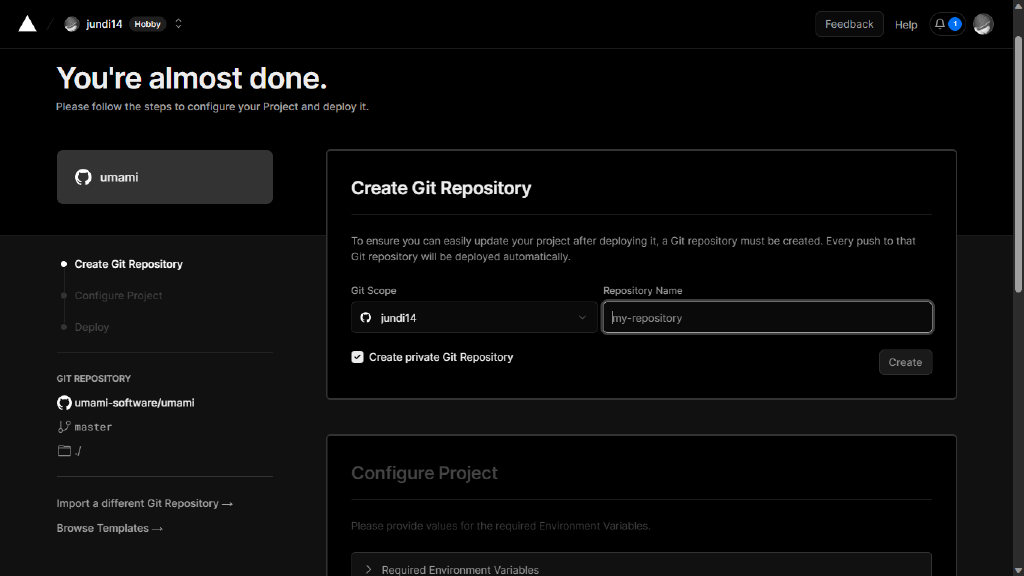 jundi14 Hobby
Feedback
Help
1
You're almost done.
Please follow the steps to configure your Project and deploy it.
umami
Create Git Repository
Configure Project
Deploy
GIT REPOSITORY
umami-software/umami
master
./
Import a different Git Repository →
Browse Templates →
Create Git Repository
To ensure you can easily update your project after deploying it, a Git repository must be created. Every push to that
Git repository will be deployed automatically.
Git Scope
jundi14
Repository Name
my-repository
Create private Git Repository
Create
Configure Project
Please provide values for the required Environment Variables.
Required Environment Variables